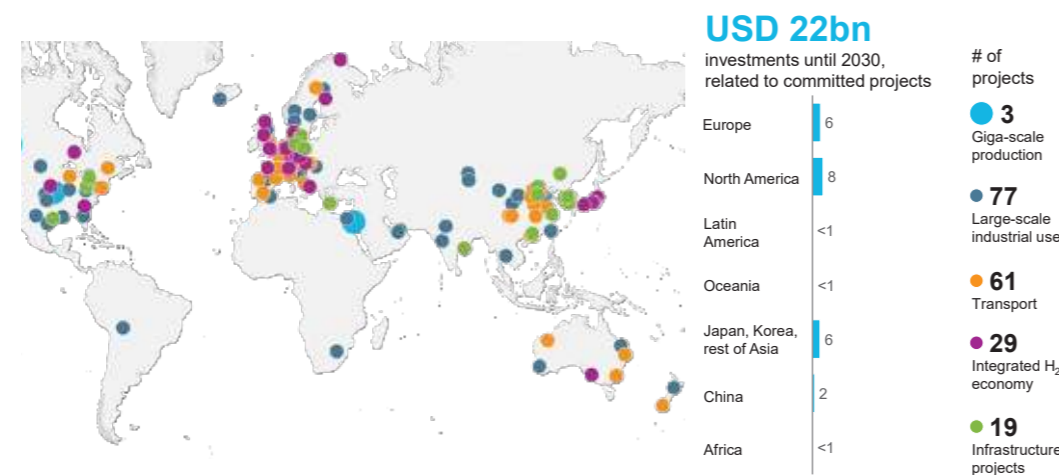 USD 22bn
investments until 2030,
related to committed projects
Europe 6
North America 8
Latin
America <1
Oceania <1
Japan, Korea,
rest of Asia 6
China 2
Africa <1
# of
projects
3
Giga-scale
production
77
Large-scale
industrial use
61
Transport
29
Integrated H₂
economy
19
Infrastructure
projects